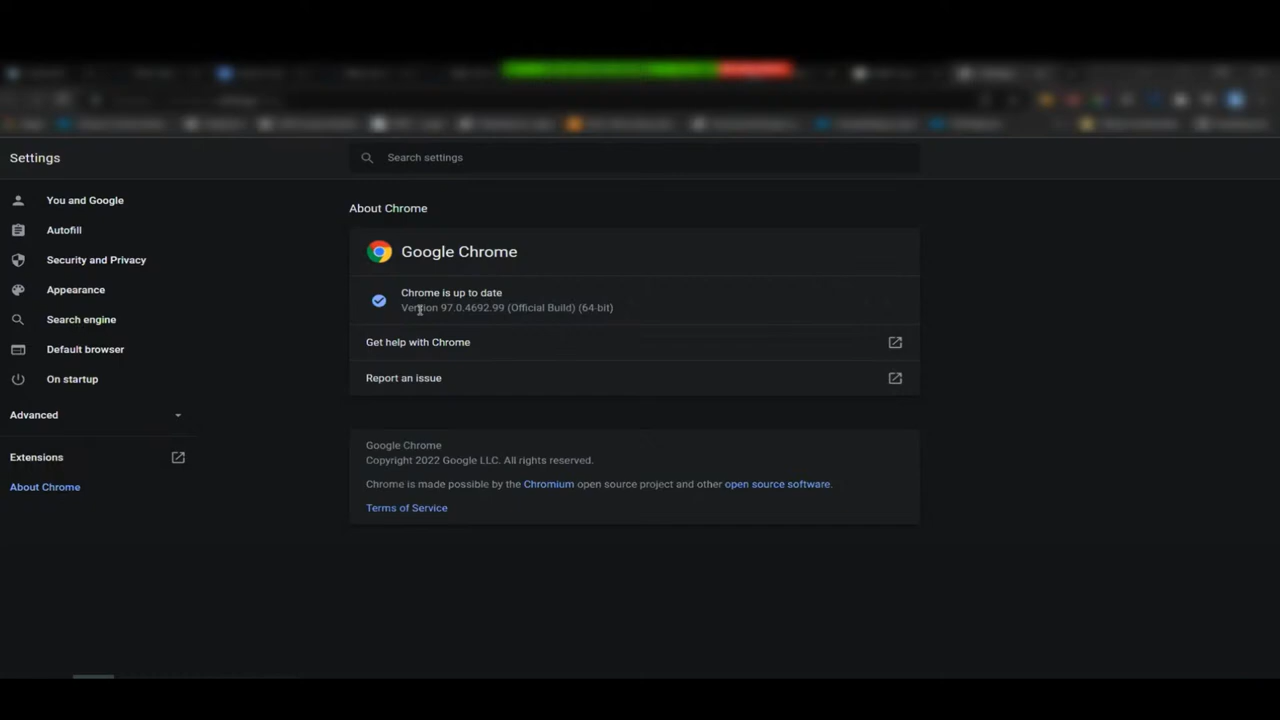 Settings
Search settings
You and Google
Autofill
Security and Privacy
Appearance
Search engine
Default browser
On startup
Advanced
Extensions
About Chrome
About Chrome
Google Chrome
Chrome is up to date
Version 97.0.4692.99 (Official Build) (64-bit)
Get help with Chrome
Report an issue
Google Chrome
Copyright 2022 Google LLC. All rights reserved.
Chrome is made possible by the Chromium open source project and other open source software.
Terms of Service